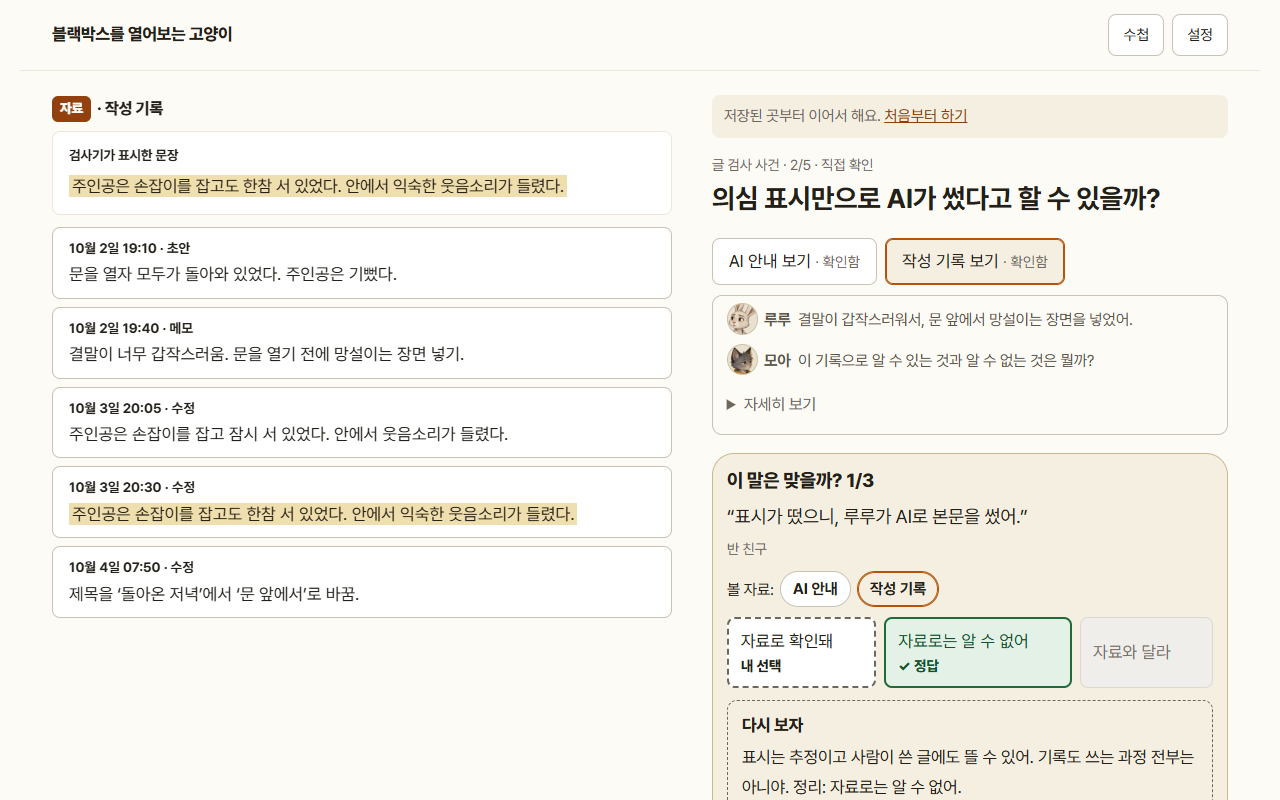 블랙박스를 열어보는 고양이
수첩
설정
자료 · 작성 기록
검사기가 표시한 문장
주인공은 손잡이를 잡고도 한참 서 있었다. 안에서 익숙한 웃음소리가 들렸다.
10월 2일 19:10 · 초안
문을 열자 모두가 돌아와 있었다. 주인공은 기뻤다.
10월 2일 19:40 · 메모
결말이 너무 갑작스러움. 문을 열기 전에 망설이는 장면 넣기.
10월 3일 20:05 · 수정
주인공은 손잡이를 잡고 잠시 서 있었다. 안에서 웃음소리가 들렸다.
10월 3일 20:30 · 수정
주인공은 손잡이를 잡고도 한참 서 있었다. 안에서 익숙한 웃음소리가 들렸다.
10월 4일 07:50 · 수정
제목을 ‘돌아온 저녁’에서 ‘문 앞에서’로 바꿈.
저장된 곳부터 이어서 해요. 처음부터 하기
글 검사 사건 · 2/5 · 직접 확인
의심 표시만으로 AI가 썼다고 할 수 있을까?
AI 안내 보기 · 확인함
작성 기록 보기 · 확인함
루루 결말이 갑작스러워서, 문 앞에서 망설이는 장면을 넣었어.
모아 이 기록으로 알 수 있는 것과 알 수 없는 것은 뭘까?
▶ 자세히 보기
이 말은 맞을까? 1/3
“표시가 떴으니, 루루가 AI로 본문을 썼어.”
반 친구
볼 자료: AI 안내 작성 기록
자료로 확인돼
내 선택
자료로는 알 수 없어
✓ 정답
자료와 달라
다시 보자
표시는 추정이고 사람이 쓴 글에도 뜰 수 있어. 기록도 쓰는 과정 전부는
아니야. 정리: 자료로는 알 수 없어.